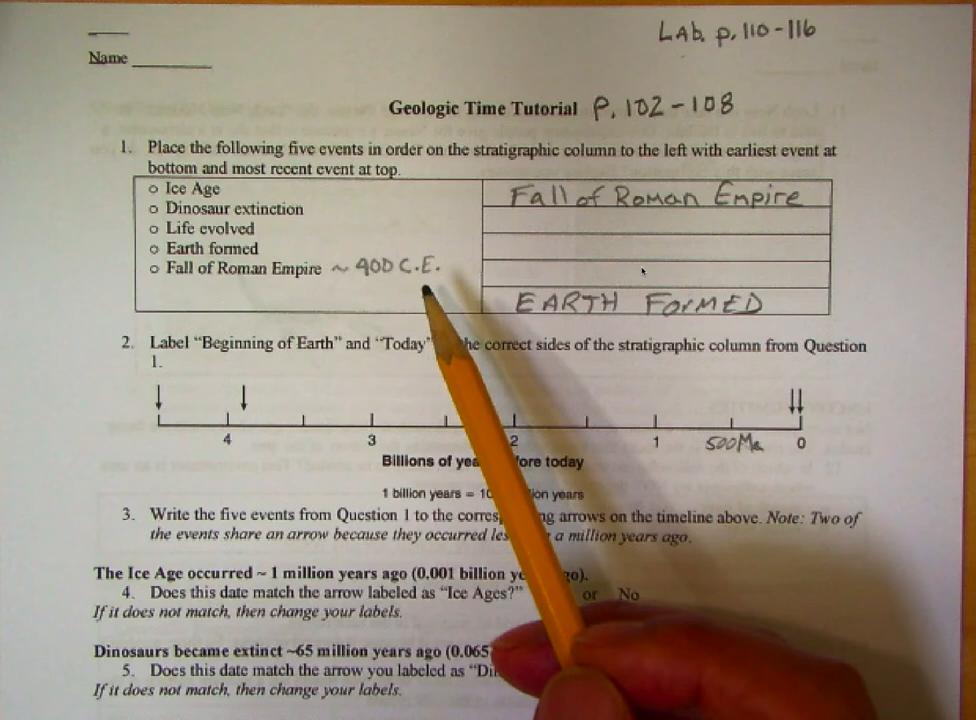 LAB. p. 110-116
Name
Geologic Time Tutorial P. 102-108
1. Place the following five events in order on the stratigraphic column to the left with earliest event at
bottom and most recent event at top.
o Ice Age
o Dinosaur extinction
o Life evolved
o Earth formed
o Fall of Roman Empire ~ 400 C.E.
Fall of Roman Empire
EARTH FORMED
2. Label “Beginning of Earth” and “Today” the correct sides of the stratigraphic column from Question
1.
4 3 2 1 500Ma 0
Billions of before today
1 billion years = years
3. Write the five events from Question 1 to the arrows on the timeline above. Note: Two of
the events share an arrow because they occurred a million years ago.
The Ice Age occurred ~ 1 million years ago (0.001 billion
4. Does this date match the arrow labeled as “Ice Ages?” or No
If it does not match, then change your labels.
Dinosaurs became extinct ~65 million years ago (0.065
5. Does this date match the arrow you labeled as
If it does not match, then change your labels.